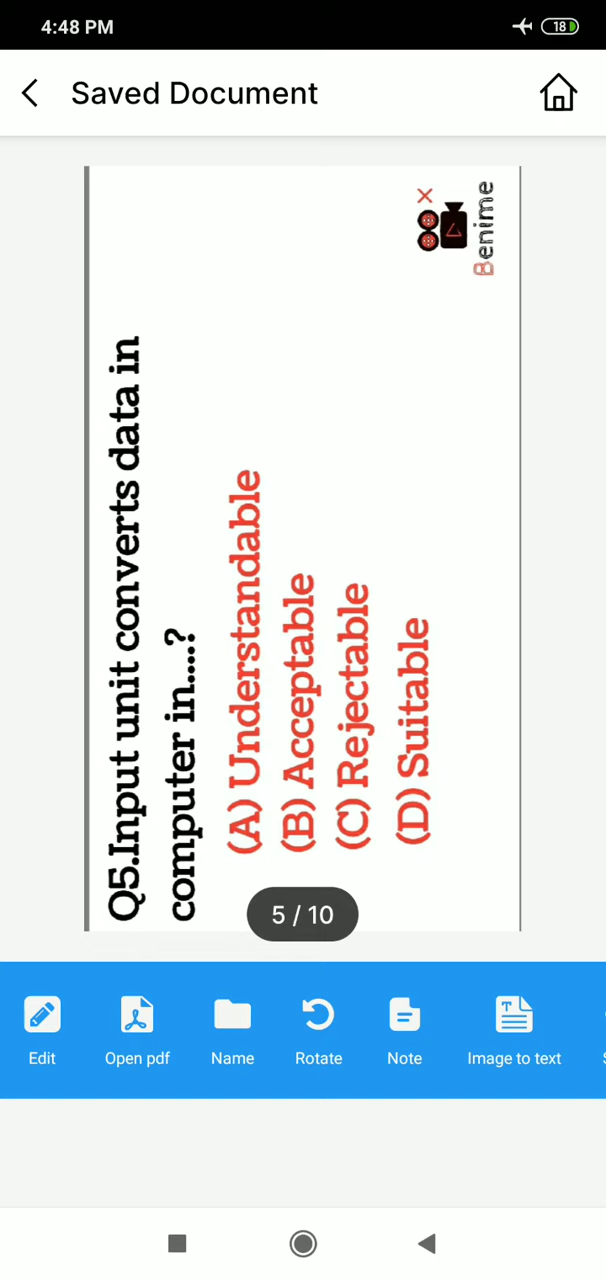 4:48 PM
18
Saved Document
Q5.Input unit converts data in
computer in....?
(A) Understandable
(B) Acceptable
(C) Rejectable
(D) Suitable
Benime
5 / 10
Edit
Open pdf
Name
Rotate
Note
Image to text